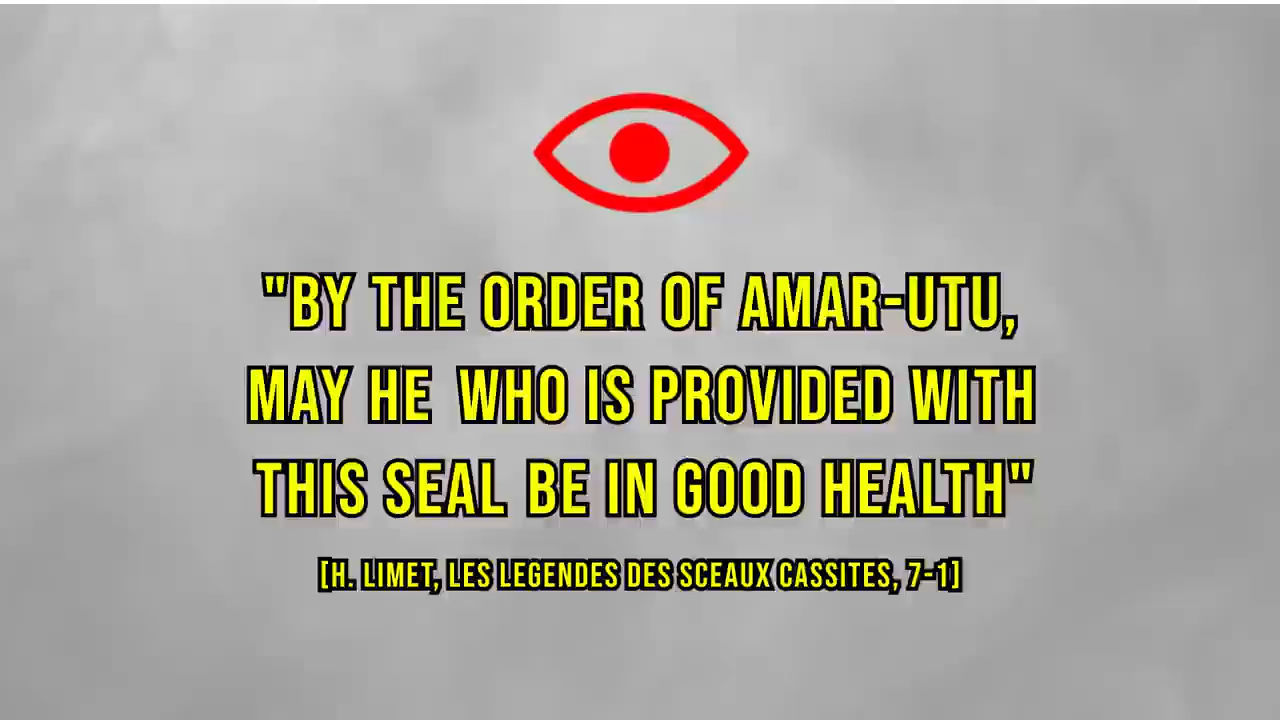 "BY THE ORDER OF AMAR-UTU,
MAY HE WHO IS PROVIDED WITH
THIS SEAL BE IN GOOD HEALTH"
[H. LIMET, LES LEGENDES DES SCEAUX CASSITES, 7-1]